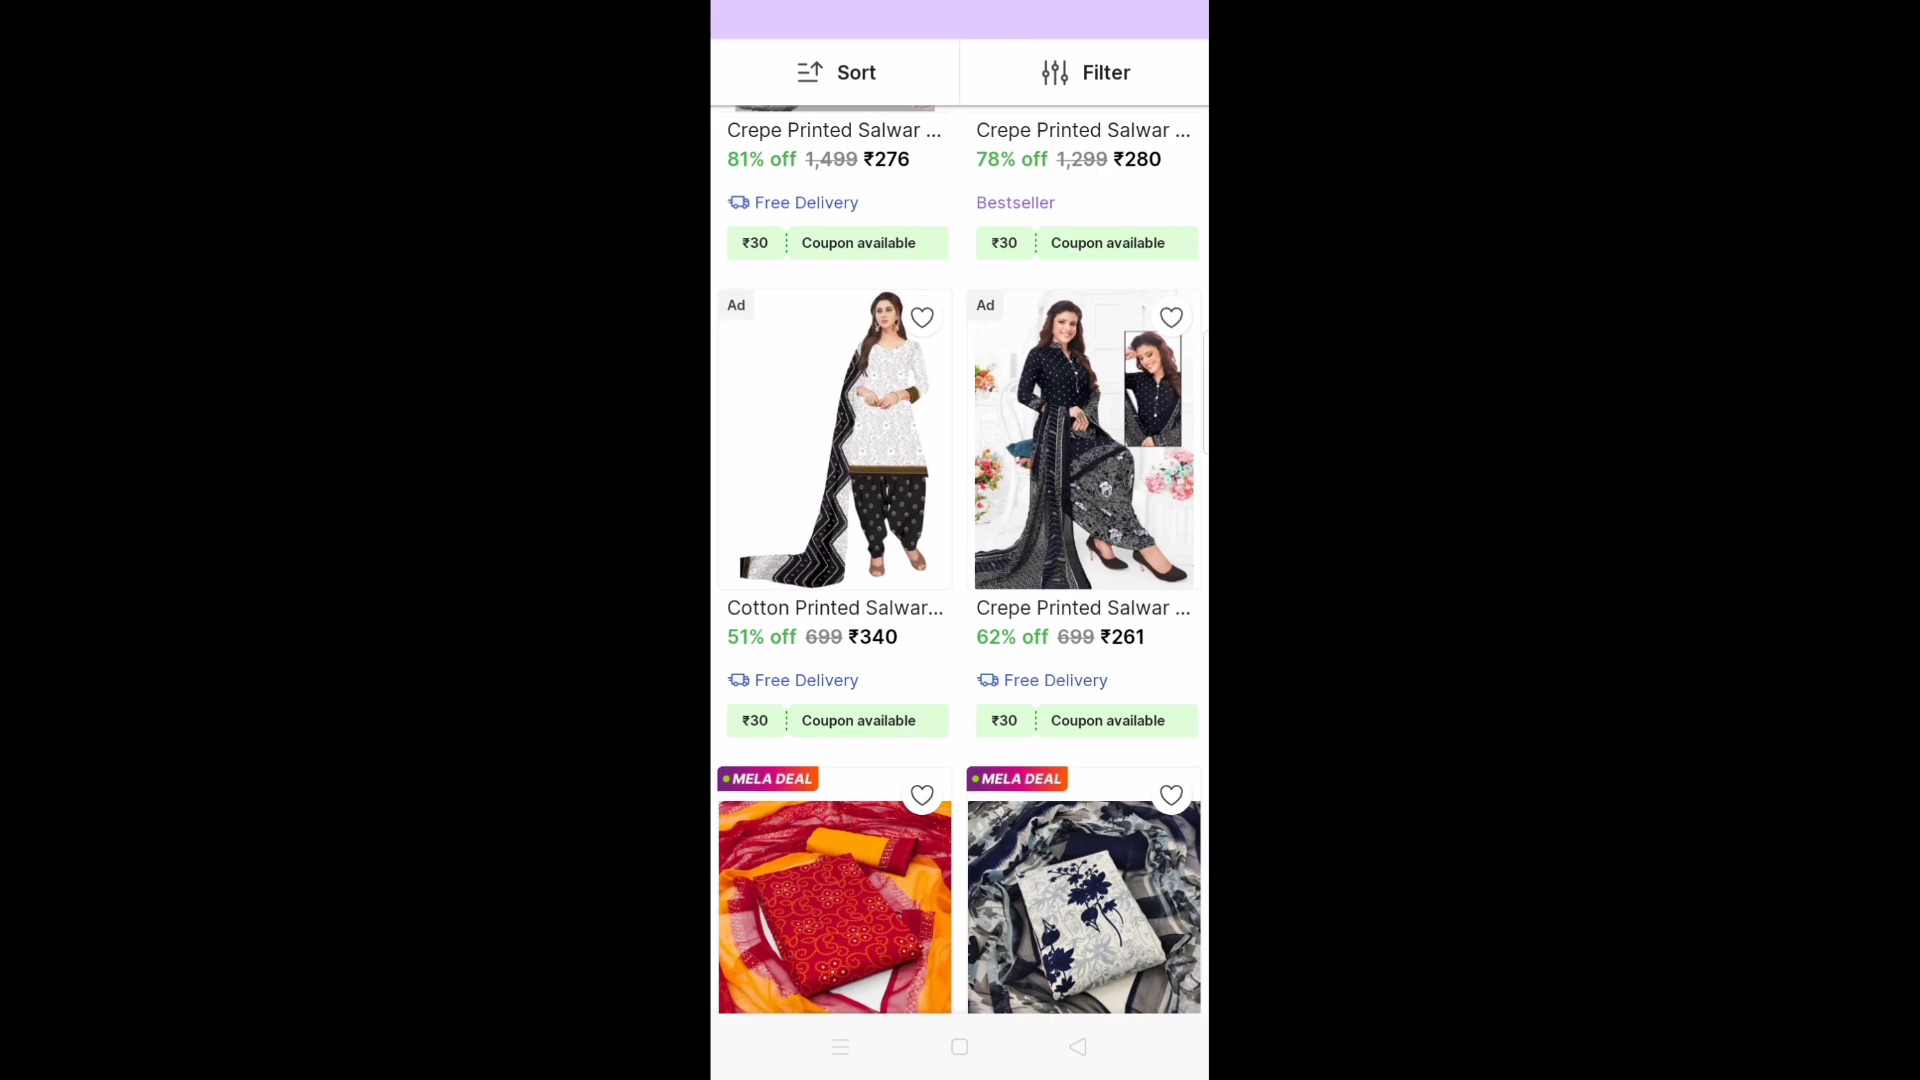 Sort
Filter
Crepe Printed Salwar ...
81% off 1,499 ₹276
Free Delivery
₹30 Coupon available
Crepe Printed Salwar ...
78% off 1,299 ₹280
Bestseller
₹30 Coupon available
Ad
Cotton Printed Salwar...
51% off 699 ₹340
Free Delivery
₹30 Coupon available
Ad
Crepe Printed Salwar ...
62% off 699 ₹261
Free Delivery
₹30 Coupon available
MELA DEAL
MELA DEAL